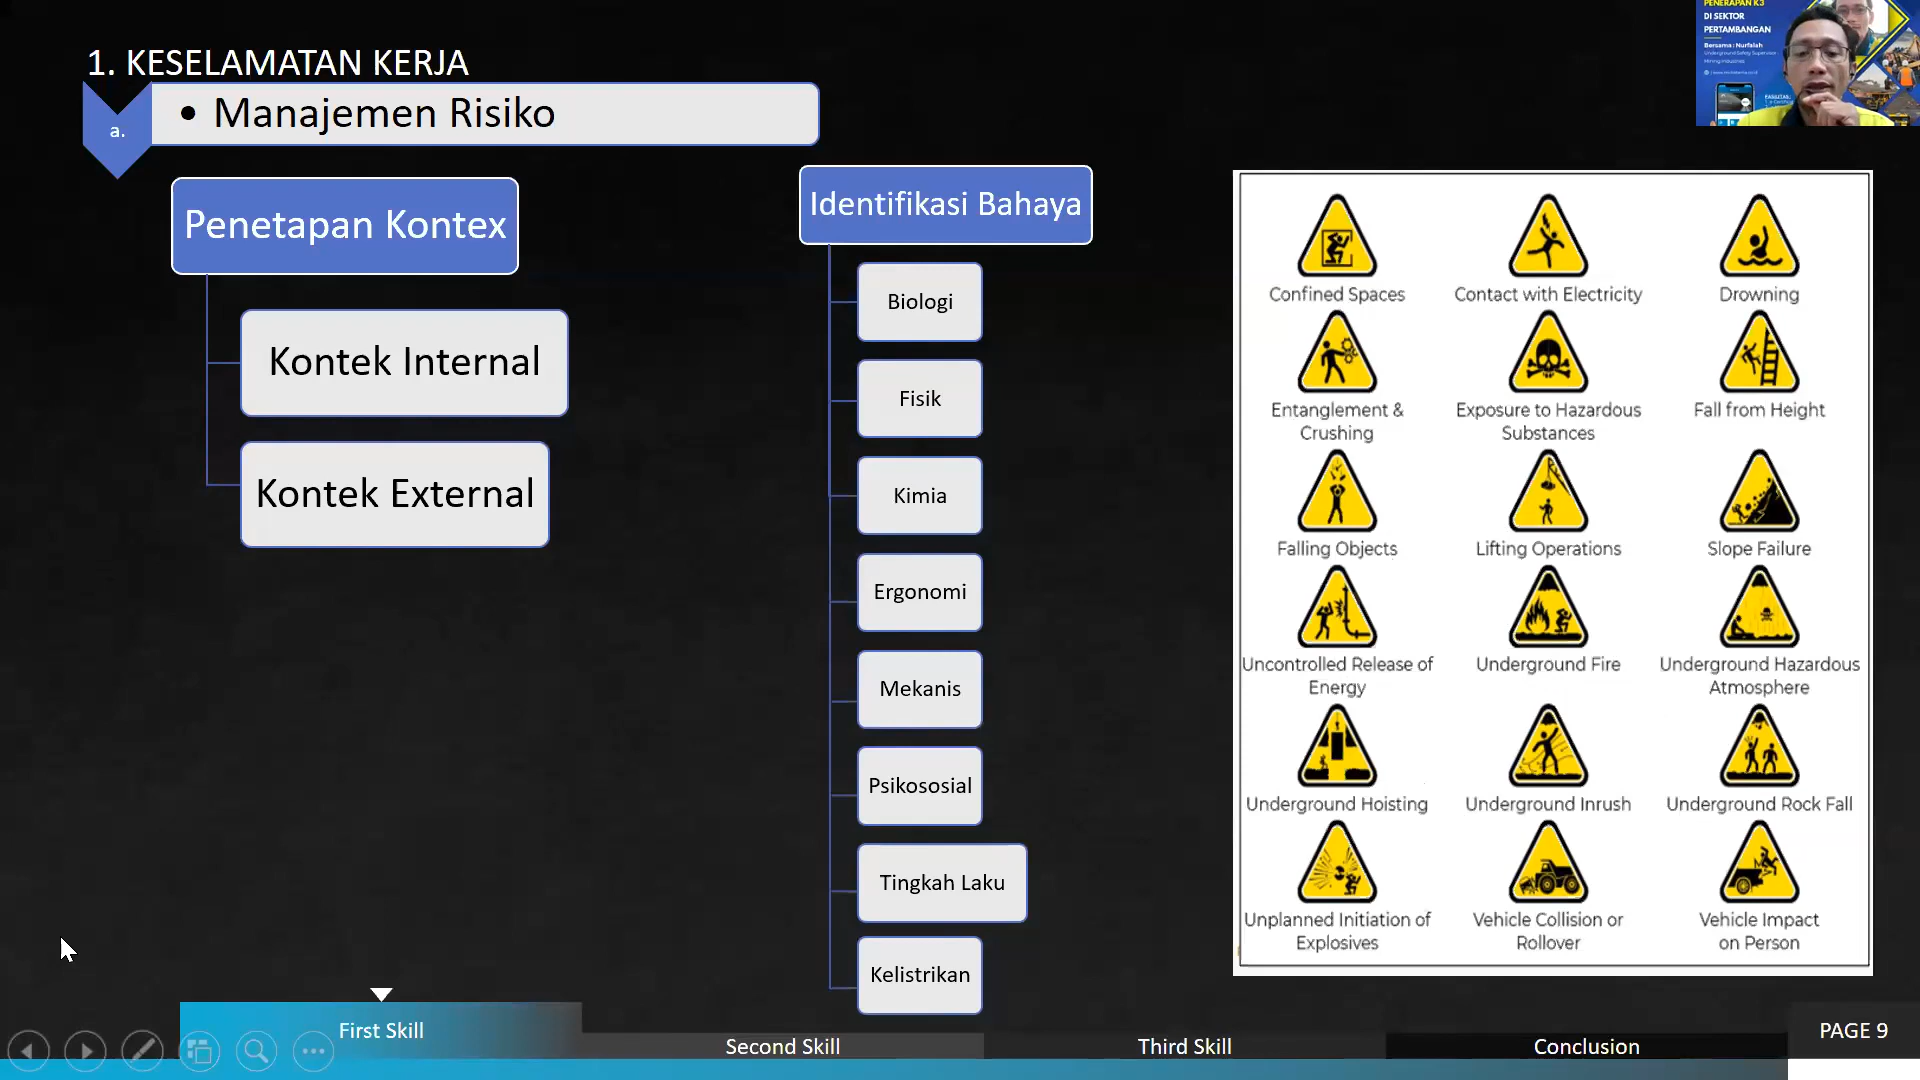 1. KESELAMATAN KERJA
a.
• Manajemen Risiko
Penetapan Kontex
Kontek Internal
Kontek External
Identifikasi Bahaya
Biologi
Fisik
Kimia
Ergonomi
Mekanis
Psikososial
Tingkah Laku
Kelistrikan
PENERAPAN K3
DI SEKTOR
PERTAMBANGAN
Bersama : Nurfalah
Confined Spaces
Contact with Electricity
Drowning
Entanglement &
Crushing
Exposure to Hazardous
Substances
Fall from Height
Falling Objects
Lifting Operations
Slope Failure
Uncontrolled Release of
Energy
Underground Fire
Underground Hazardous
Atmosphere
Underground Hoisting
Underground Inrush
Underground Rock Fall
Unplanned Initiation of
Explosives
Vehicle Collision or
Rollover
Vehicle Impact
on Person
First Skill
Second Skill
Third Skill
Conclusion
PAGE 9